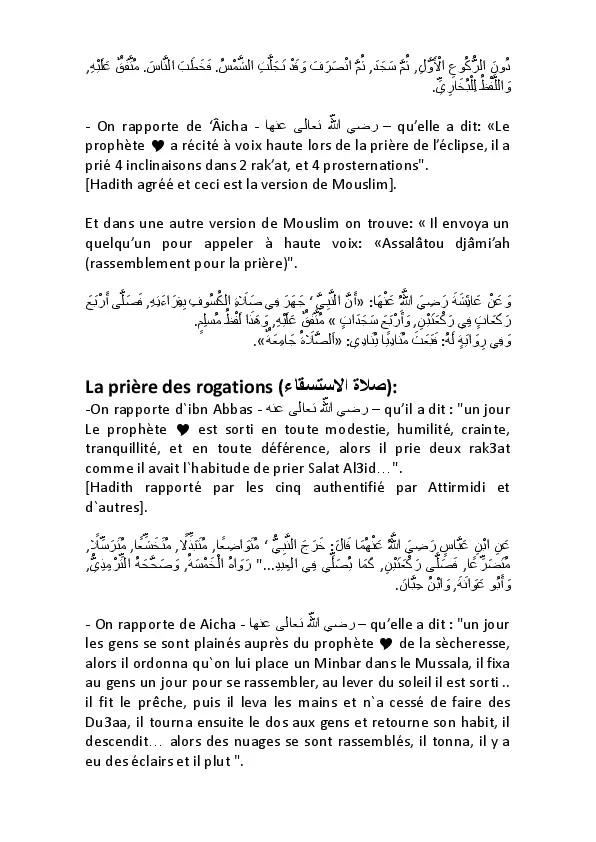 دُونَ الرُّكُوعِ الْأَوَّلِ, ثُمَّ سَجَدَ, ثُمَّ انْصَرَفَ وَقَدْ تَجَلَّتِ الشَّمْسُ. فَخَطَبَ النَّاسَ. مُتَّفَقٌ عَلَيْهِ,
وَاللَّفْظُ لِلْبُخَارِيِّ.
- On rapporte de ‘Âicha - رضي الله تعالى عنها – qu’elle a dit: «Le
prophète ♥ a récité à voix haute lors de la prière de l’éclipse, il a
prié 4 inclinaisons dans 2 rak’at, et 4 prosternations".
[Hadith agréé et ceci est la version de Mouslim].
Et dans une autre version de Mouslim on trouve: « Il envoya un
quelqu’un pour appeler à haute voix: «Assalâtou djâmi’ah
(rassemblement pour la prière)".
وَعَنْ عَائِشَةَ رَضِيَ اللَّهُ عَنْهَا: «أَنَّ النَّبِيَّ ‘ جَهَرَ فِي صَلَاةِ الْكُسُوفِ بِقِرَاءَتِهِ, فَصَلَّى أَرْبَعَ
رَكَعَاتٍ فِي رَكْعَتَيْنِ, وَأَرْبَعَ سَجَدَاتٍ » مُتَّفَقٌ عَلَيْهِ, وَهَذَا لَفْظُ مُسْلِمٍ.
وَفِي رِوَايَةٍ لَهُ: فَبَعَثَ مُنَادِيًا يُنَادِي: «الصَّلَاةُ جَامِعَةٌ».
La prière des rogations (صلاة الاستسقاء):
-On rapporte d`ibn Abbas - رضي الله تعالى عنه – qu’il a dit : "un jour
Le prophète ♥ est sorti en toute modestie, humilité, crainte,
tranquillité, et en toute déférence, alors il prie deux rak3at
comme il avait l`habitude de prier Salat Al3id…".
[Hadith rapporté par les cinq authentifié par Attirmidi et
d`autres].
عَنِ ابْنِ عَبَّاسٍ رَضِيَ اللَّهُ عَنْهُمَا قَالَ: خَرَجَ النَّبِيُّ ‘ مُتَوَاضِعًا, مُتَبَذِّلًا, مُتَخَشِّعًا, مُتَرَسِّلًا,
مُتَضَرِّعًا, فَصَلَّى رَكْعَتَيْنِ, كَمَا يُصَلِّي فِي الْعِيدِ..." رَوَاهُ الْخَمْسَةُ, وَصَحَّحَهُ التِّرْمِذِيُّ,
وَأَبُو عَوَانَةَ, وَابْنُ حِبَّانَ.
- On rapporte de Aicha - رضي الله تعالى عنها – qu’elle a dit : "un jour
les gens se sont plainés auprès du prophète ♥ de la sècheresse,
alors il ordonna qu`on lui place un Minbar dans le Mussala, il fixa
au gens un jour pour se rassembler, au lever du soleil il est sorti ..
il fit le prêche, puis il leva les mains et n`a cessé de faire des
Du3aa, il tourna ensuite le dos aux gens et retourne son habit, il
descendit… alors des nuages se sont rassemblés, il tonna, il y a
eu des éclairs et il plut ".